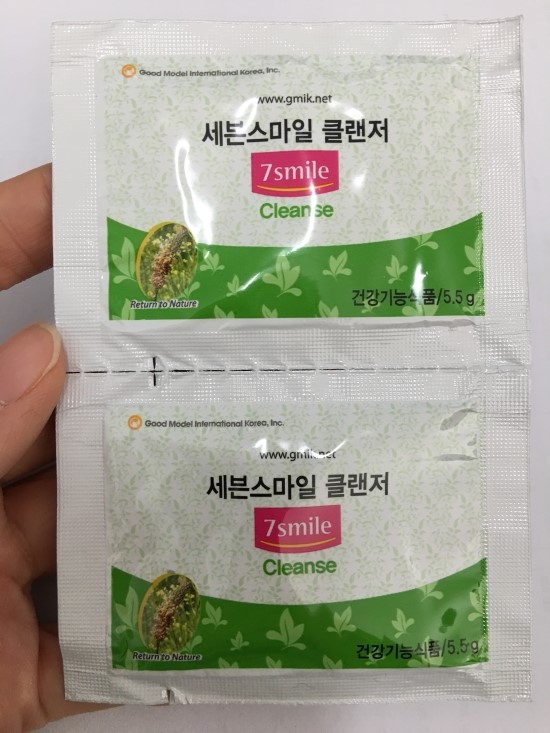 Good Model International Korea, Inc.
www.gmik.net
세븐스마일 클랜저
7smile
Cleanse
Return to Nature
건강기능식품/5.5 g
Good Model International Korea, Inc.
www.gmik.net
세븐스마일 클랜저
7smile
Cleanse
Return to Nature
건강기능식품/5.5 g